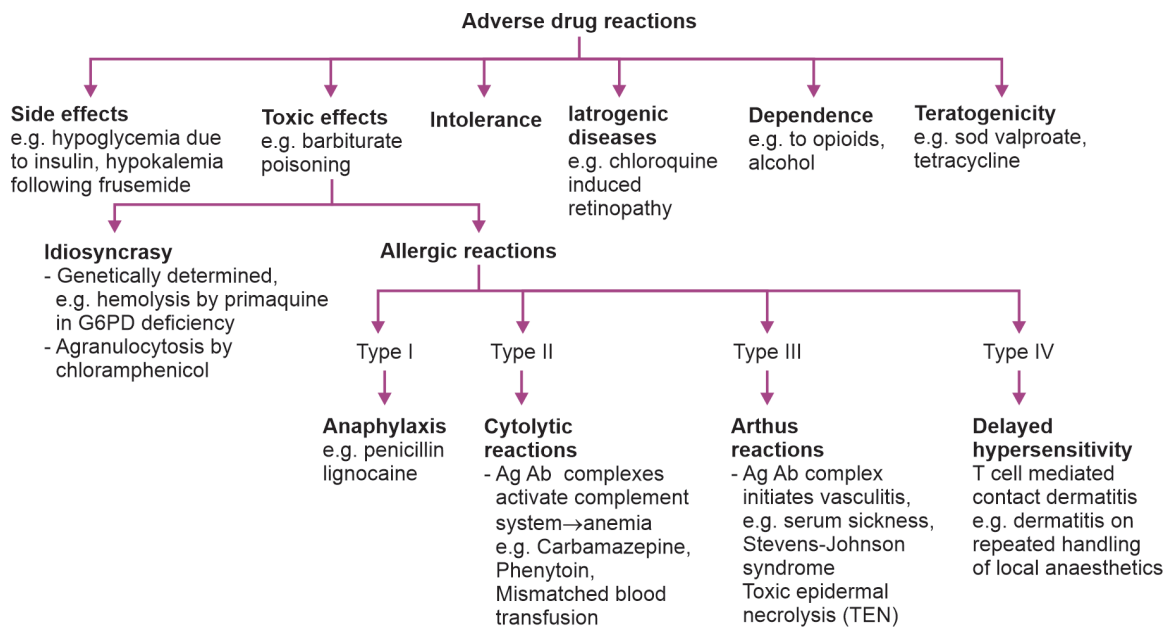 Adverse drug reactions
Side effects
e.g. hypoglycemia due
to insulin, hypokalemia
following frusemide
Toxic effects
e.g. barbiturate
poisoning
Intolerance
Iatrogenic
diseases
e.g. chloroquine
induced
retinopathy
Dependence
e.g. to opioids,
alcohol
Teratogenicity
e.g. sod valproate,
tetracycline
Idiosyncrasy
- Genetically determined,
e.g. hemolysis by primaquine
in G6PD deficiency
- Agranulocytosis by
chloramphenicol
Allergic reactions
Type I
Anaphylaxis
e.g. penicillin
lignocaine
Type II
Cytolytic
reactions
- Ag Ab complexes
activate complement
system→anemia
e.g. Carbamazepine,
Phenytoin,
Mismatched blood
transfusion
Type III
Arthus
reactions
- Ag Ab complex
initiates vasculitis,
e.g. serum sickness,
Stevens-Johnson
syndrome
Toxic epidermal
necrolysis (TEN)
Type IV
Delayed
hypersensitivity
T cell mediated
contact dermatitis
e.g. dermatitis on
repeated handling
of local anaesthetics